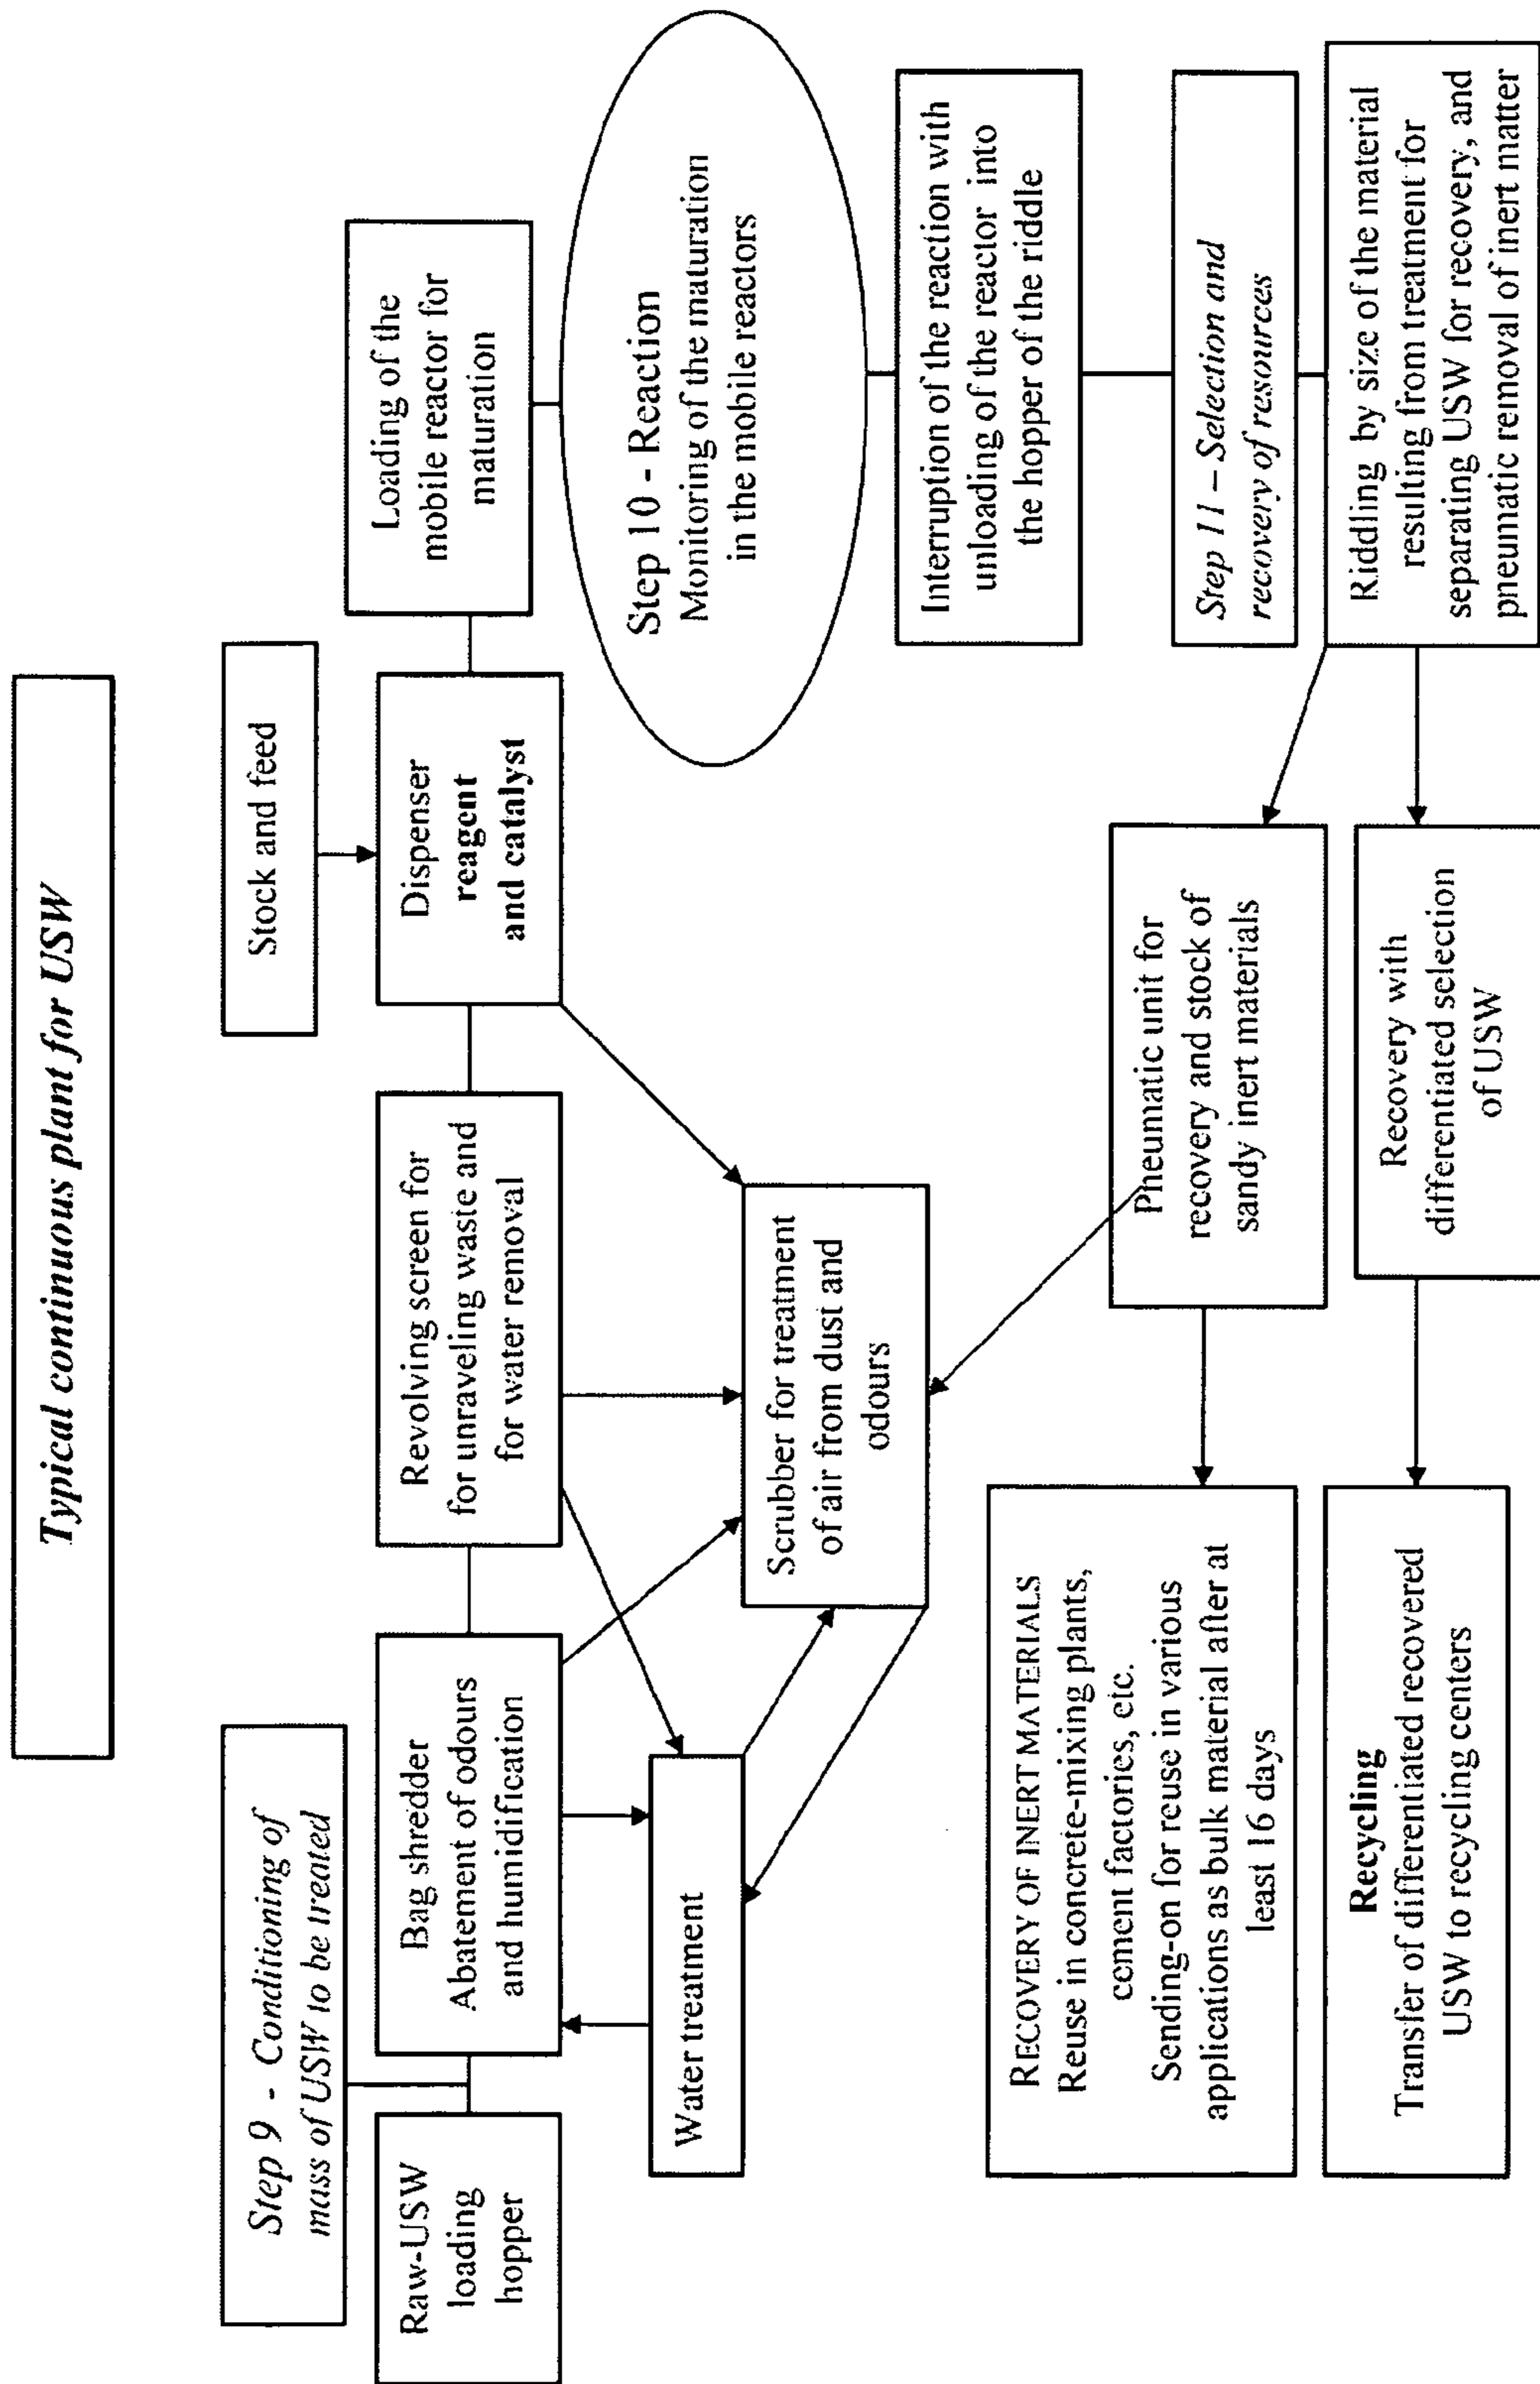 Typical continuous plant for USW
Step 9 - Conditioning of
mass of USW to be treated
Stock and feed
Raw-USW
loading
hopper
Bag shredder
Abatement of odours
and humidification
Revolving screen for
for unraveling waste and
for water removal
Dispenser
reagent
and catalyst
Loading of the
mobile reactor for
maturation
Water treatment
Scrubber for treatment
of air from dust and
odours
Step 10 - Reaction
Monitoring of the maturation
in the mobile reactors
Interruption of the reaction with
unloading of the reactor into
the hopper of the riddle
Step 11 – Selection and
recovery of resources
RECOVERY OF INERT MATERIALS
Reuse in concrete-mixing plants,
cement factories, etc.
Sending-on for reuse in various
applications as bulk material after at
least 16 days
Pneumatic unit for
recovery and stock of
sandy inert materials
Riddling by size of the material
resulting from treatment for
separating USW for recovery, and
pneumatic removal of inert matter
Recycling
Transfer of differentiated recovered
USW to recycling centers
Recovery with
differentiated selection
of USW